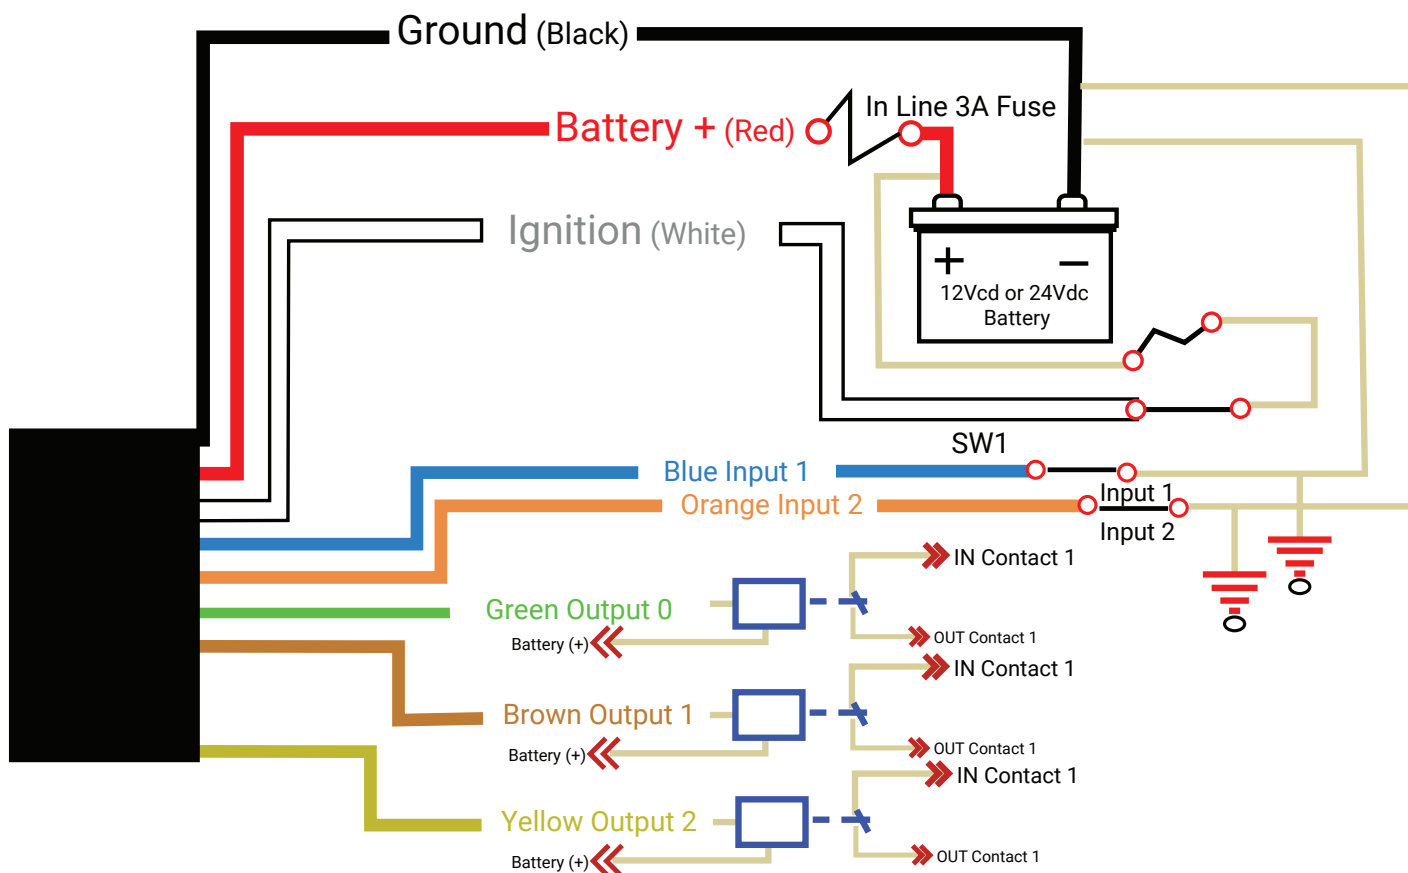 Ground (Black)
In Line 3A Fuse
Battery + (Red)
Ignition (White)
+ −
12Vcd or 24Vdc
Battery
SW1
Blue Input 1
Input 1
Orange Input 2
Input 2
IN Contact 1
Green Output 0
Battery (+)
OUT Contact 1
IN Contact 1
Brown Output 1
Battery (+)
OUT Contact 1
IN Contact 1
Yellow Output 2
Battery (+)
OUT Contact 1